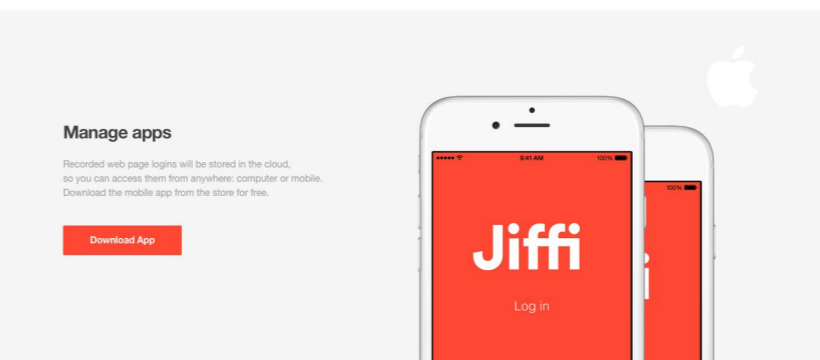 Manage apps
Recorded web page logins will be stored in the cloud,
so you can access them from anywhere: computer or mobile.
Download the mobile app from the store for free.
Download App
9:41 AM 100%
100%
Jiffi
i
Log in